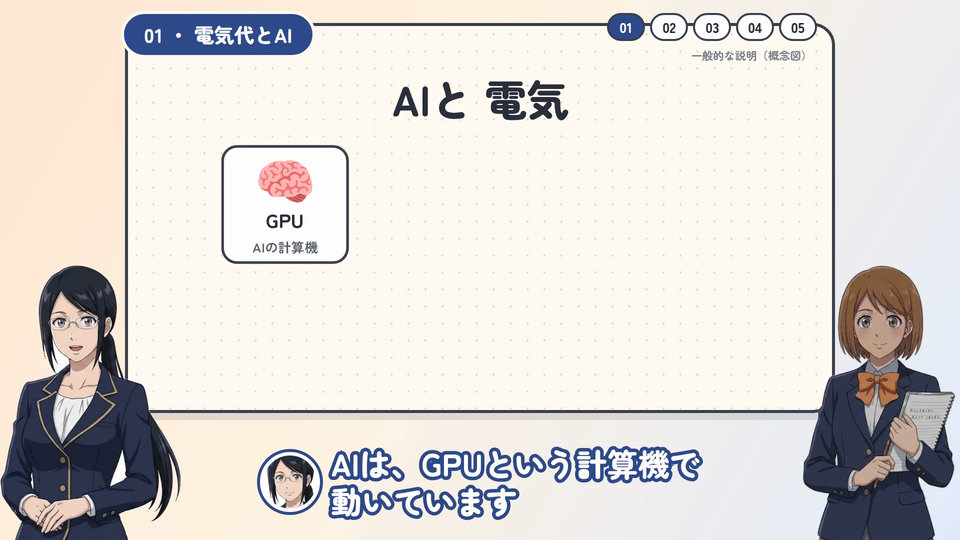 01 ・ 電気代とAI
01 02 03 04 05
一般的な説明（概念図）
AIと 電気
GPU
AIの計算機
AIは、GPUという計算機で
動いています